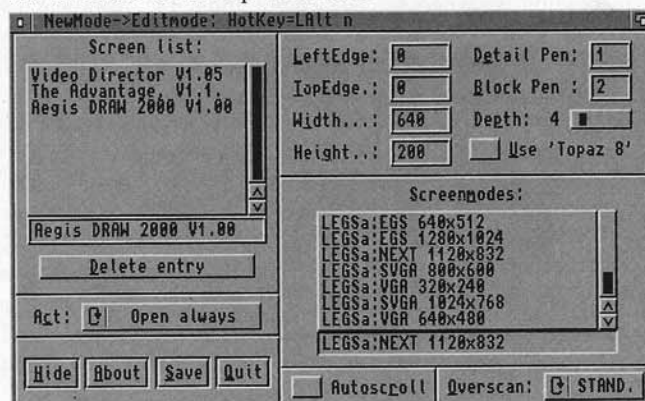 NewMode->Editmode; HotKey=LAlt n
Screen list:
Video Director V1.05
The Advantage, V1.1.
Aegis DRAW 2000 V1.00
Aegis DRAW 2000 V1.00
Delete entry
Act: Open always
Hide About Save Quit
LeftEdge: 0
TopEdge.: 0
Width...: 640
Height..: 200
Detail Pen: 1
Block Pen : 2
Depth: 4
Use 'Topaz 8'
Screenmodes:
LEGSa:EGS 640x512
LEGSa:EGS 1280x1024
LEGSa:NEXT 1120x832
LEGSa:SVGA 800x600
LEGSa:VGA 320x240
LEGSa:SVGA 1024x768
LEGSa:VGA 640x480
LEGSa:NEXT 1120x832
Autoscroll Overscan: STAND.